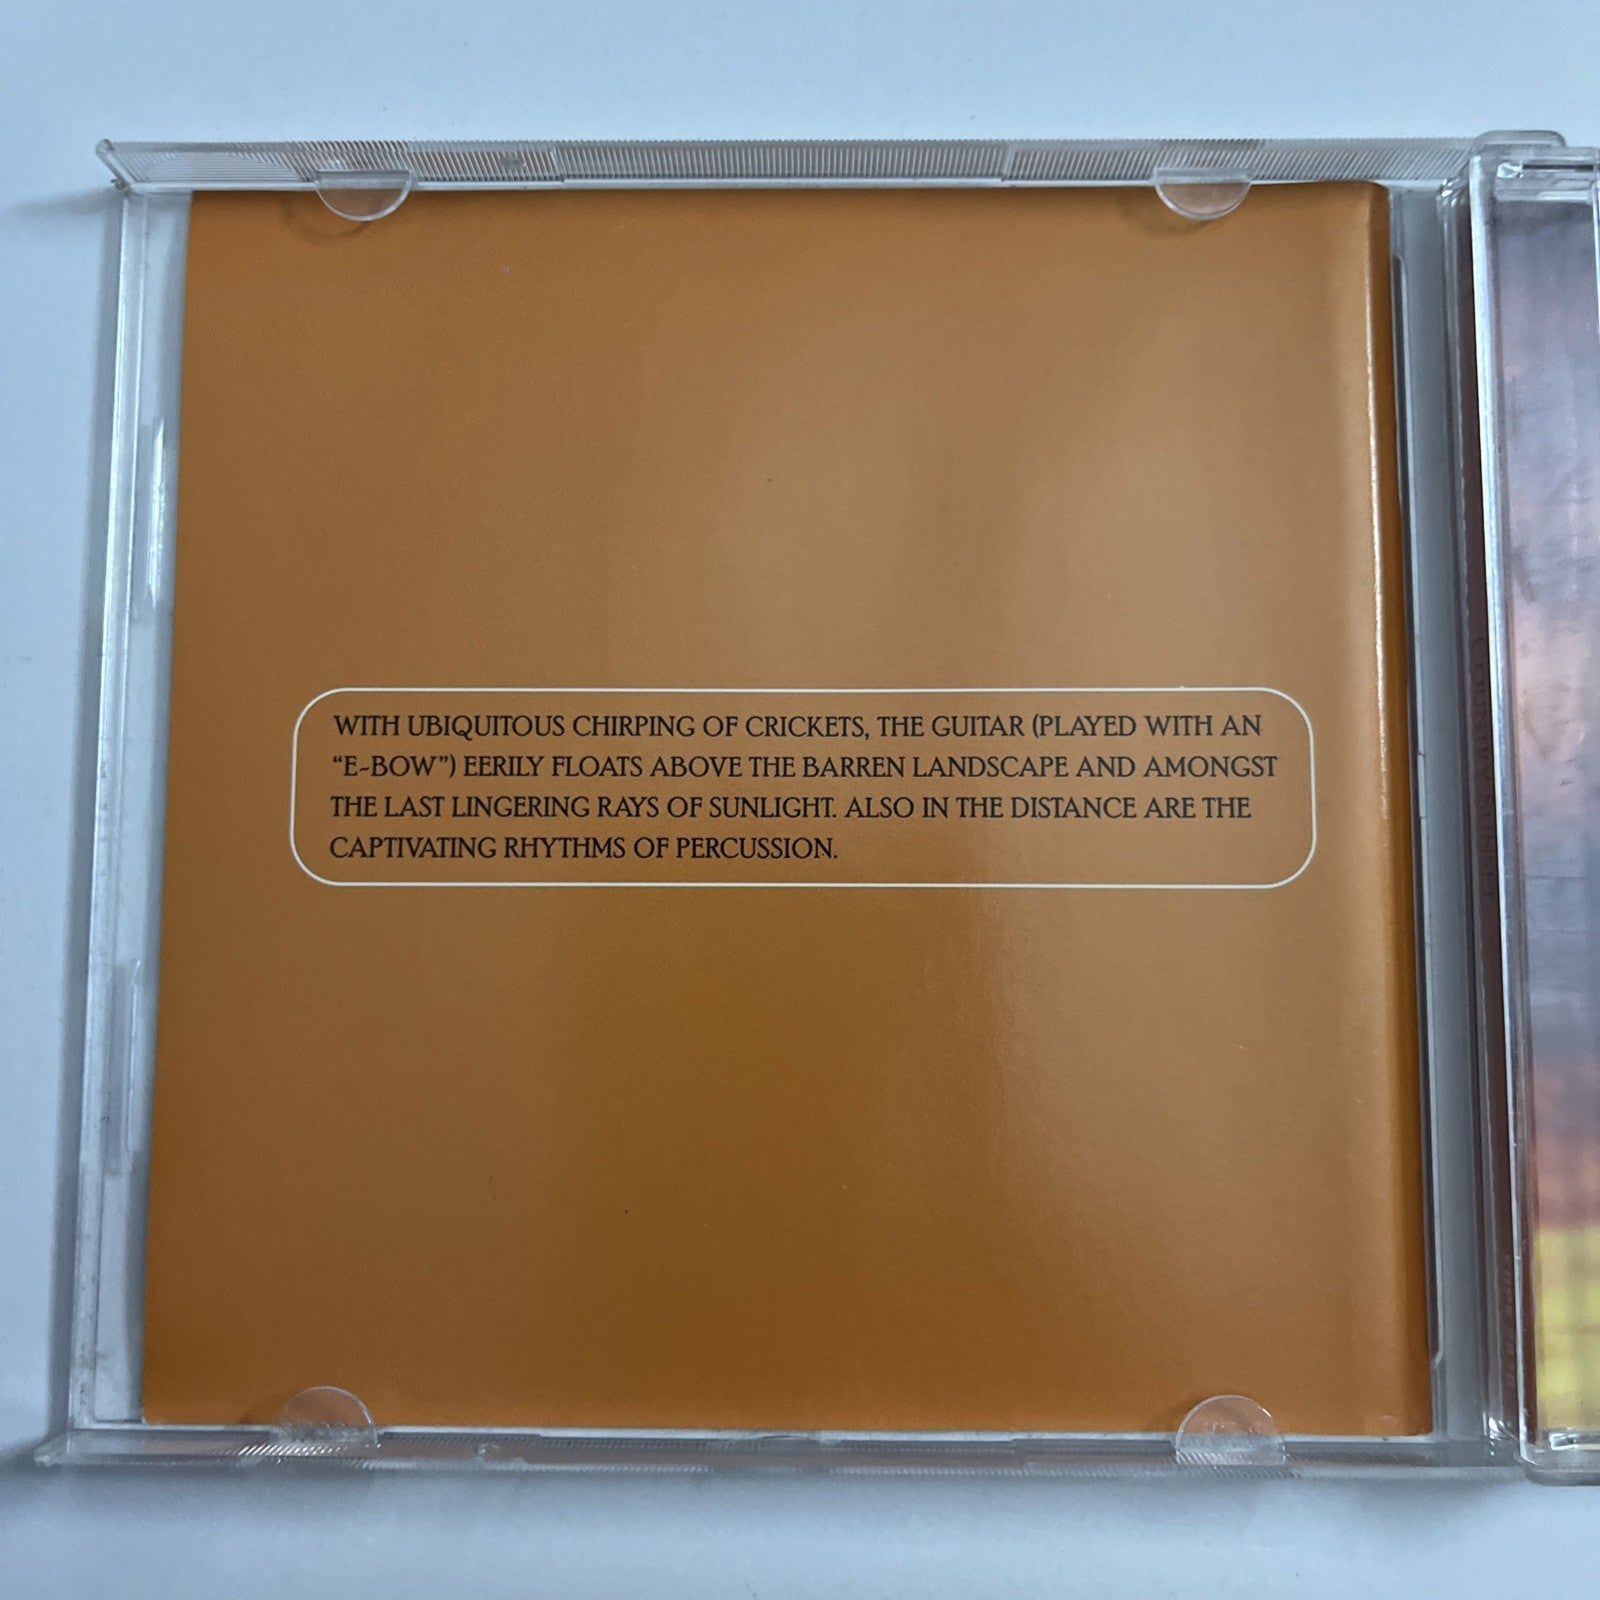 WITH UBIQUITOUS CHIRPING OF CRICKETS, THE GUITAR (PLAYED WITH AN
“E-BOW”) EERILY FLOATS ABOVE THE BARREN LANDSCAPE AND AMONGST
THE LAST LINGERING RAYS OF SUNLIGHT. ALSO IN THE DISTANCE ARE THE
CAPTIVATING RHYTHMS OF PERCUSSION.